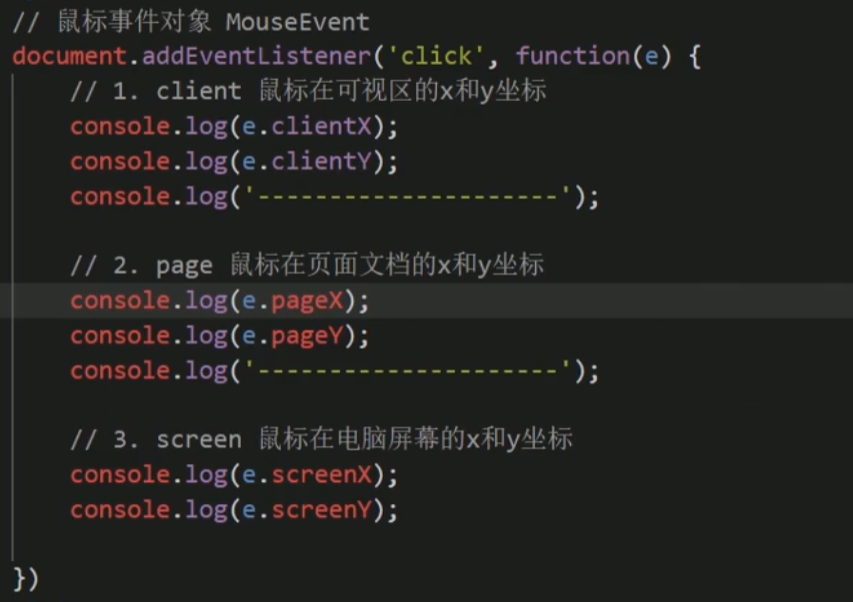 // 鼠标事件对象 MouseEvent
document.addEventListener('click', function(e) {
// 1. client 鼠标在可视区的x和y坐标
console.log(e.clientX);
console.log(e.clientY);
console.log('---------------------');
// 2. page 鼠标在页面文档的x和y坐标
console.log(e.pageX);
console.log(e.pageY);
console.log('---------------------');
// 3. screen 鼠标在电脑屏幕的x和y坐标
console.log(e.screenX);
console.log(e.screenY);
})